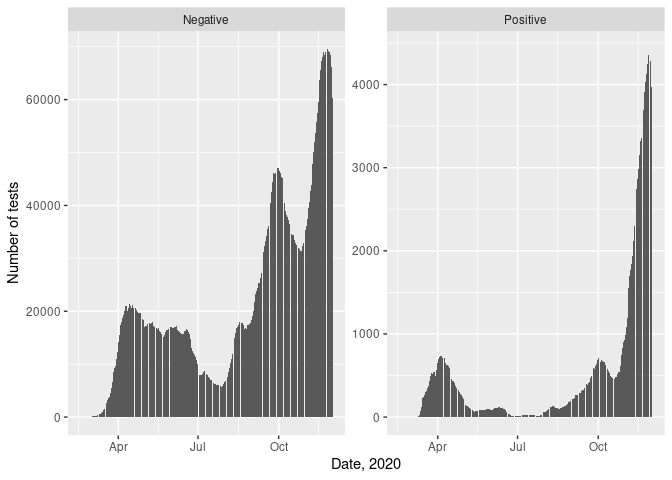 Negative
Positive
Number of tests
60000
40000
20000
0
4000
3000
2000
1000
0
Apr
Jul
Oct
Apr
Jul
Oct
Date, 2020